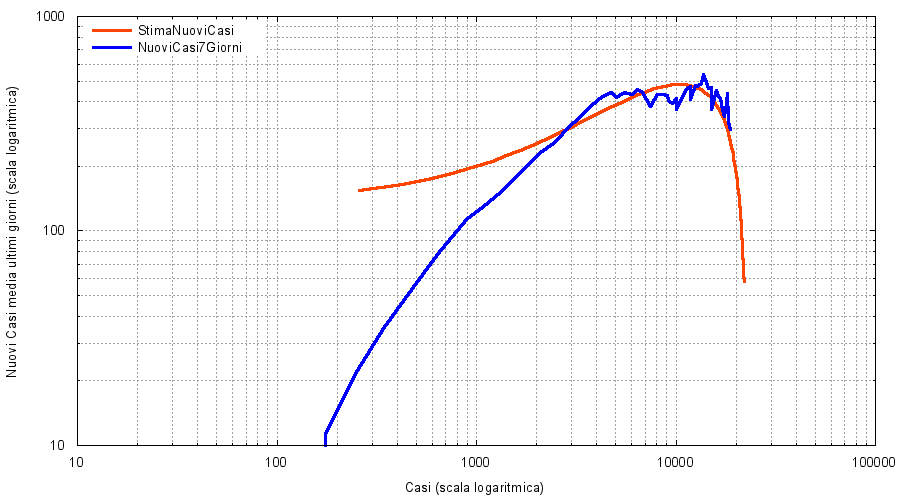 1000
StimaNuoviCasi
NuoviCasi7Giorni
100
10
Nuovi Casi media ultimi giorni (scala logaritmica)
10 100 1000 10000 100000
Casi (scala logaritmica)